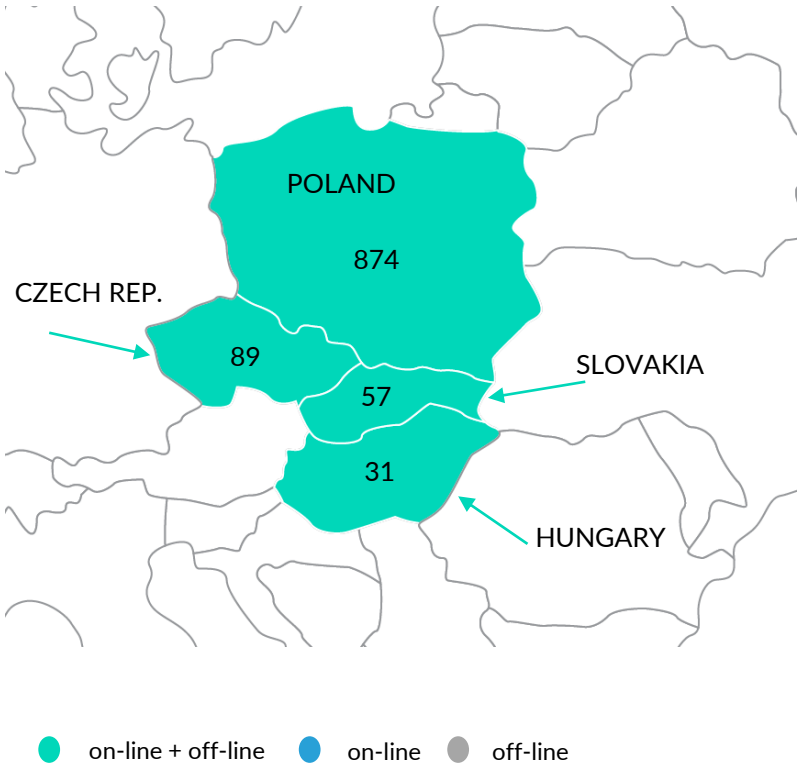 POLAND
874
CZECH REP.
89
SLOVAKIA
57
31
HUNGARY
on-line + off-line on-line off-line